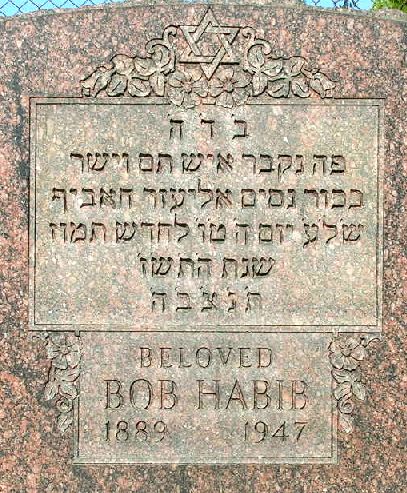 ב ד ה
פה נקבר איש תם וישר
בכור נסים אליעזר חאביף
שלע יום ה טו לחדש תמוז
שנת התשז
ת נ צ ב ה
BELOVED
BOB HABIB
1889 1947